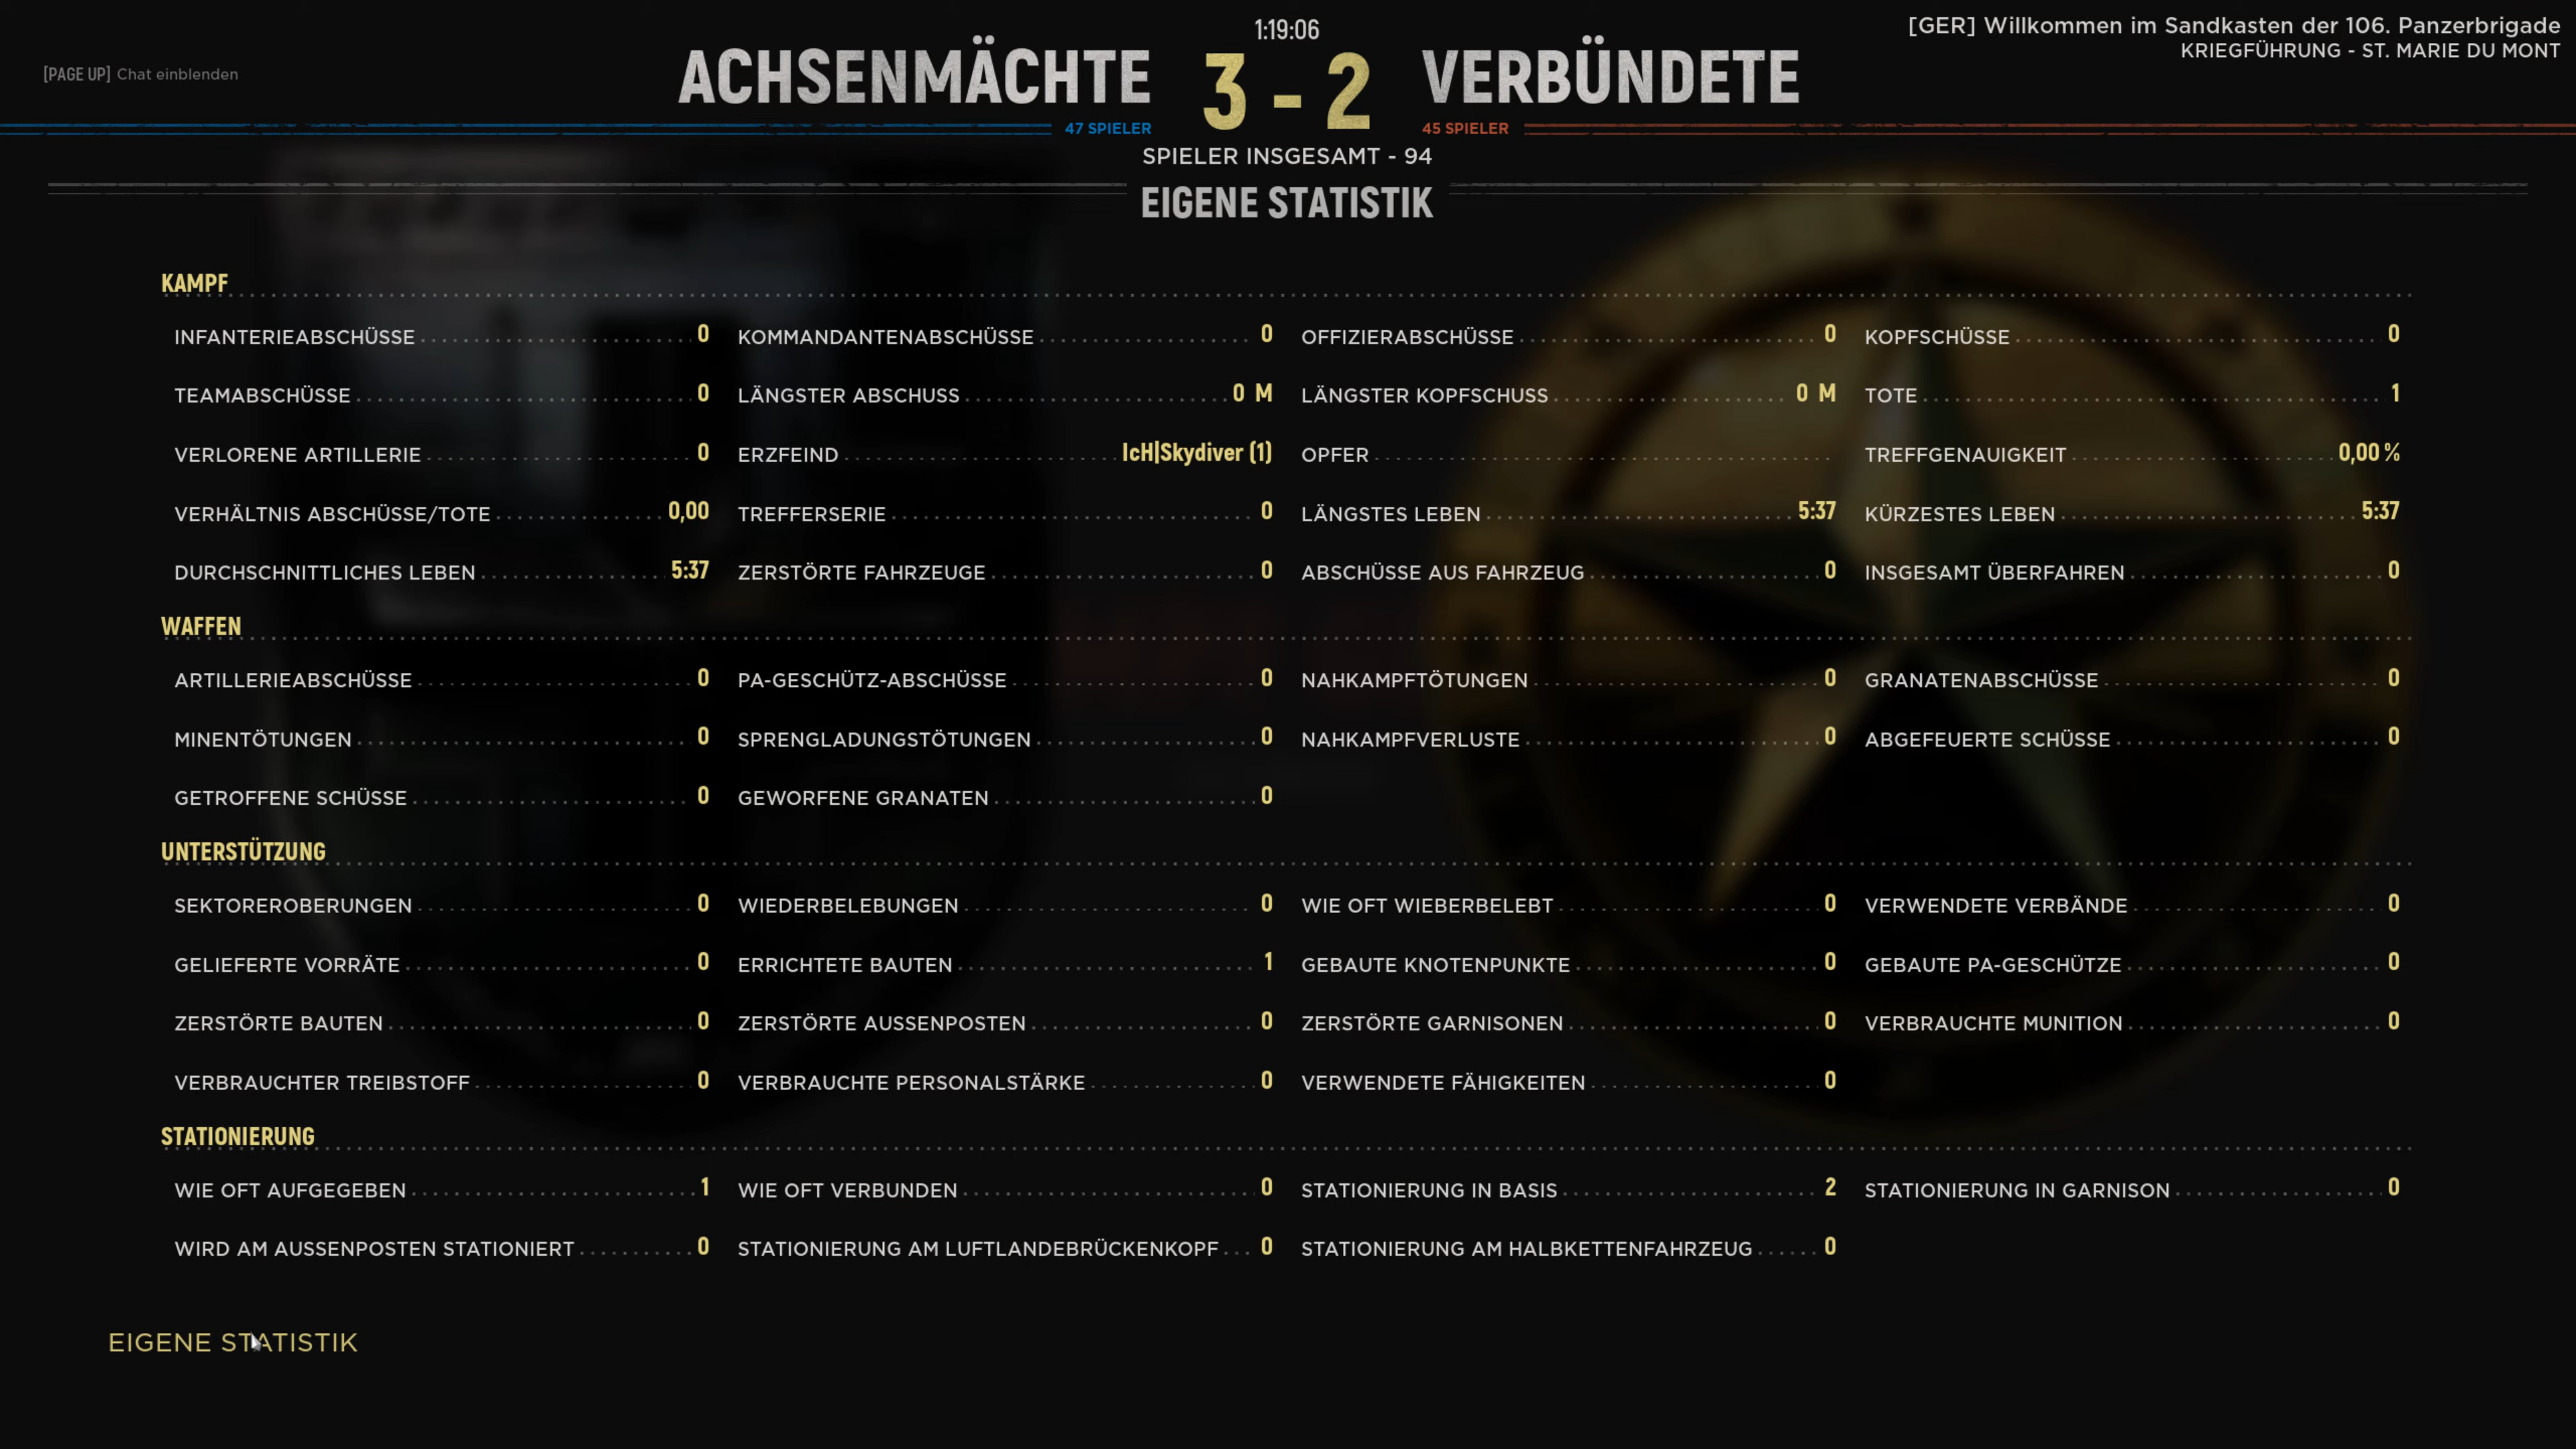 1:19:06
[GER] Willkommen im Sandkasten der 106. Panzerbrigade
KRIEGFÜHRUNG - ST. MARIE DU MONT
[PAGE UP] Chat einblenden
ACHSENMÄCHTE 3 - 2 VERBÜNDETE
47 SPIELER 45 SPIELER
SPIELER INSGESAMT - 94
EIGENE STATISTIK
KAMPF
INFANTERIEABSCHÜSSE 0 KOMMANDANTENABSCHÜSSE 0 OFFIZIERABSCHÜSSE 0 KOPFSCHÜSSE 0
TEAMABSCHÜSSE 0 LÄNGSTER ABSCHUSS 0 M LÄNGSTER KOPFSCHUSS 0 M TOTE 1
VERLORENE ARTILLERIE 0 ERZFEIND IcH|Skydiver (1) OPFER TREFFGENAUIGKEIT 0,00 %
VERHÄLTNIS ABSCHÜSSE/TOTE 0,00 TREFFERSERIE 0 LÄNGSTES LEBEN 5:37 KÜRZESTES LEBEN 5:37
DURCHSCHNITTLICHES LEBEN 5:37 ZERSTÖRTE FAHRZEUGE 0 ABSCHÜSSE AUS FAHRZEUG 0 INSGESAMT ÜBERFAHREN 0
WAFFEN
ARTILLERIEABSCHÜSSE 0 PA-GESCHÜTZ-ABSCHÜSSE 0 NAHKAMPFTÖTUNGEN 0 GRANATENABSCHÜSSE 0
MINENTÖTUNGEN 0 SPRENGLADUNGSTÖTUNGEN 0 NAHKAMPFVERLUSTE 0 ABGEFEUERTE SCHÜSSE 0
GETROFFENE SCHÜSSE 0 GEWORFENE GRANATEN 0
UNTERSTÜTZUNG
SEKTOREROBERUNGEN 0 WIEDERBELEBUNGEN 0 WIE OFT WIEBERBELEBT 0 VERWENDETE VERBÄNDE 0
GELIEFERTE VORRÄTE 0 ERRICHTETE BAUTEN 1 GEBAUTE KNOTENPUNKTE 0 GEBAUTE PA-GESCHÜTZE 0
ZERSTÖRTE BAUTEN 0 ZERSTÖRTE AUSSENPOSTEN 0 ZERSTÖRTE GARNISONEN 0 VERBRAUCHTE MUNITION 0
VERBRAUCHTER TREIBSTOFF 0 VERBRAUCHTE PERSONALSTÄRKE 0 VERWENDETE FÄHIGKEITEN 0
STATIONIERUNG
WIE OFT AUFGEGEBEN 1 WIE OFT VERBUNDEN 0 STATIONIERUNG IN BASIS 2 STATIONIERUNG IN GARNISON 0
WIRD AM AUSSENPOSTEN STATIONIERT 0 STATIONIERUNG AM LUFTLANDEBRÜCKENKOPF 0 STATIONIERUNG AM HALBKETTENFAHRZEUG 0
EIGENE STATISTIK